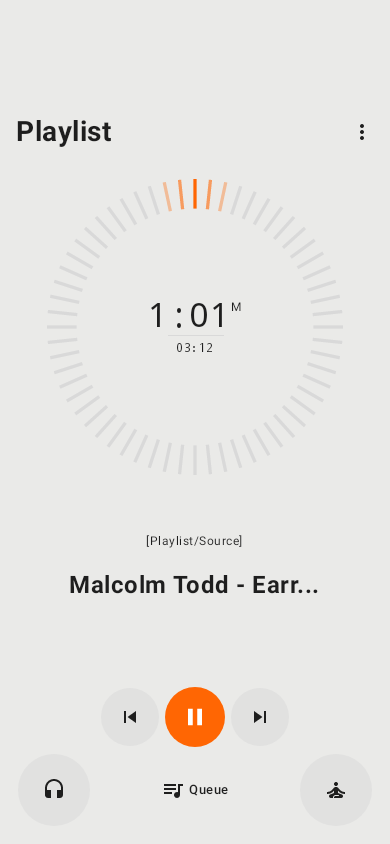 Playlist
1:01 M
03:12
[Playlist/Source]
Malcolm Todd - Earr...
Queue